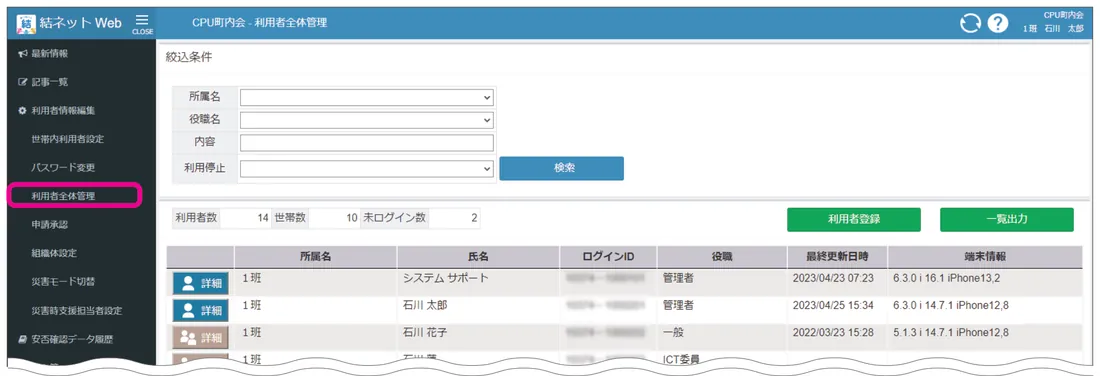 結ネット Web
CLOSE
CPU町内会 - 利用者全体管理
CPU町内会
1班 石川 太郎
最新情報
記事一覧
利用者情報編集
世帯内利用者設定
パスワード変更
利用者全体管理
申請承認
組織体設定
災害モード切替
災害時支援担当者設定
安否確認データ履歴
絞込条件
所属名
役職名
内容
利用停止
検索
利用者数 14 世帯数 10 未ログイン数 2
利用者登録
一覧出力
所属名 氏名 ログインID 役職 最終更新日時 端末情報
詳細 1班 システム サポート 管理者 2023/04/23 07:23 6.3.0 i 16.1 iPhone13,2
詳細 1班 石川 太郎 管理者 2023/04/25 15:34 6.3.0 i 14.7.1 iPhone12,8
詳細 1班 石川 花子 一般 2022/03/23 15:28 5.1.3 i 14.7.1 iPhone12,8
1班 石川 ICT委員